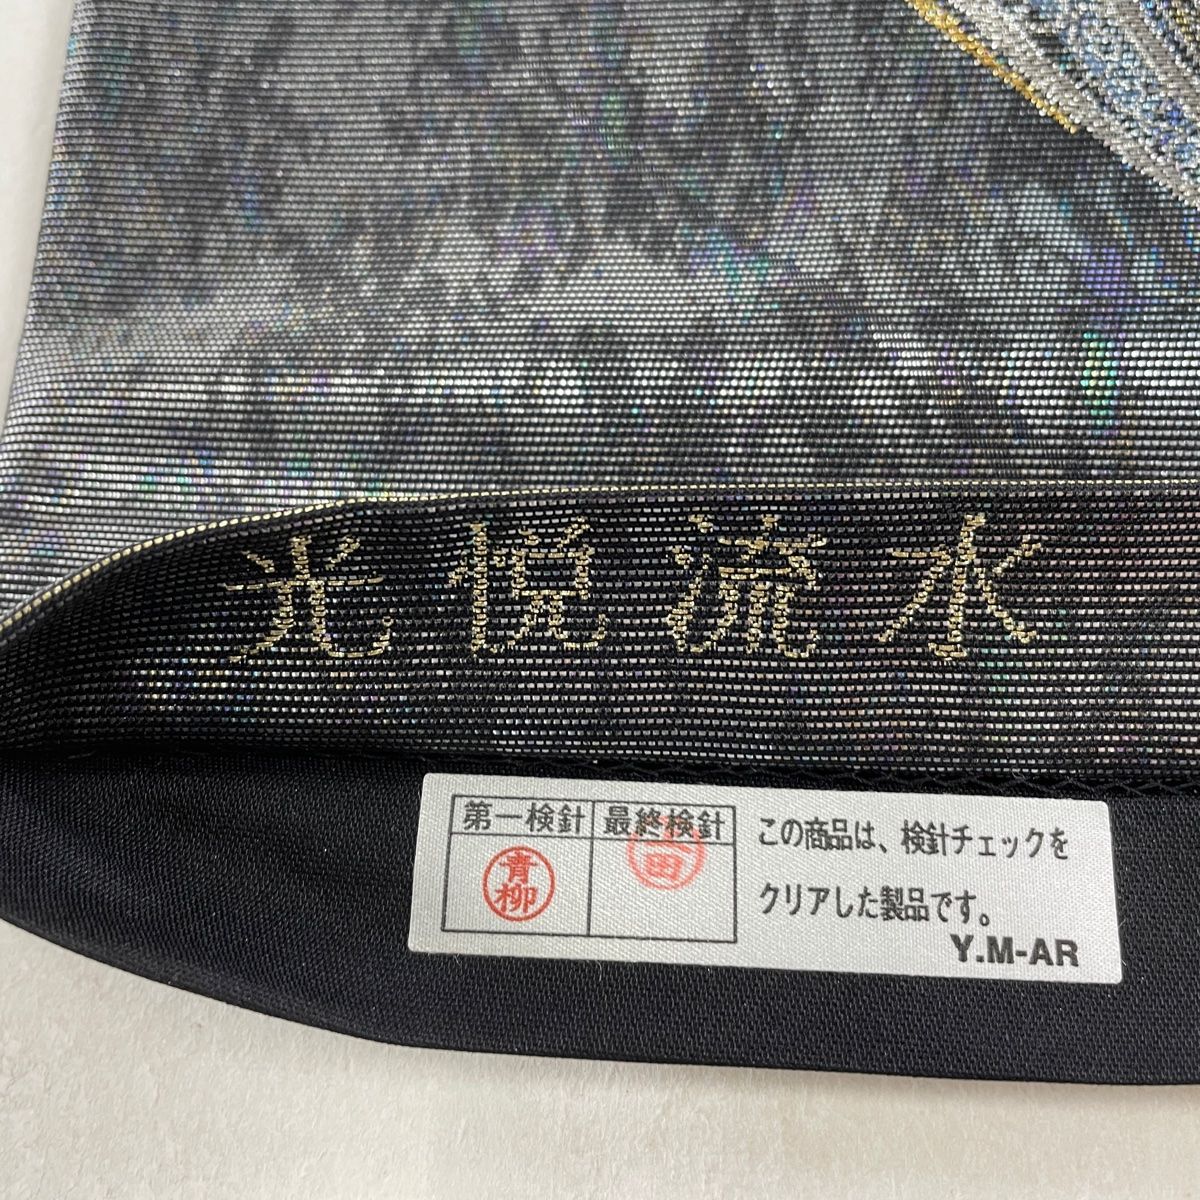 光悦流水
第一検針 最終検針
青柳
田
この商品は、検針チェックを
クリアした製品です。
Y.M-AR